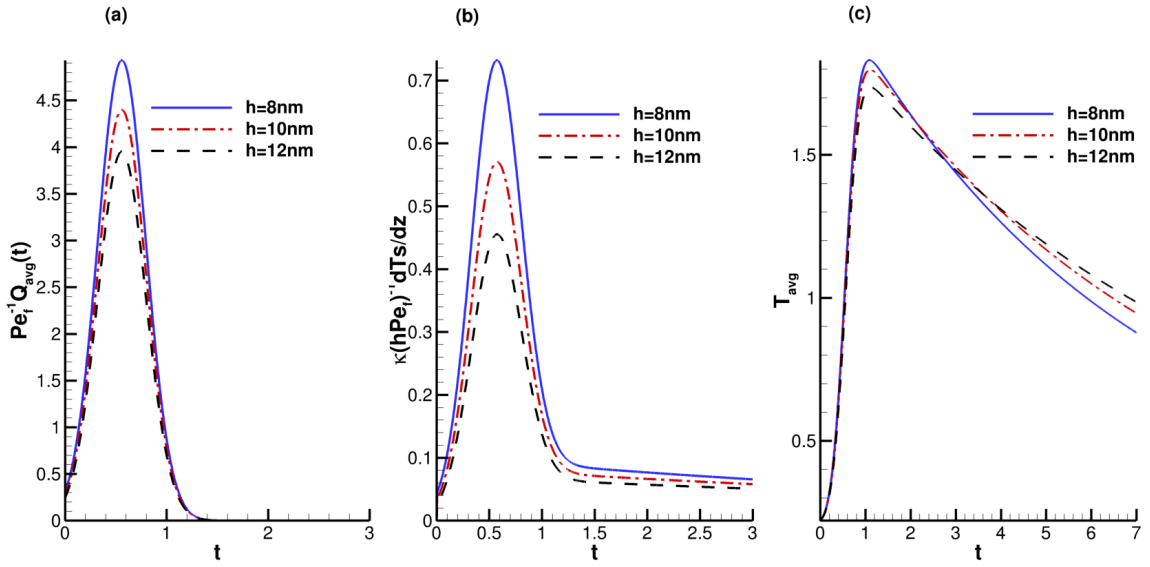 (a)
Pe_f^-1 Q_avg(t)
4.5
4
3.5
3
2.5
2
1.5
1
0.5
0
h=8nm
h=10nm
h=12nm
0 1 2 3
t
(b)
κ(hPe_f)^-1 dTs/dz
0.7
0.6
0.5
0.4
0.3
0.2
0.1
0
h=8nm
h=10nm
h=12nm
0 0.5 1 1.5 2 2.5 3
t
(c)
T_avg
1.5
1
0.5
h=8nm
h=10nm
h=12nm
0 1 2 3 4 5 6 7
t